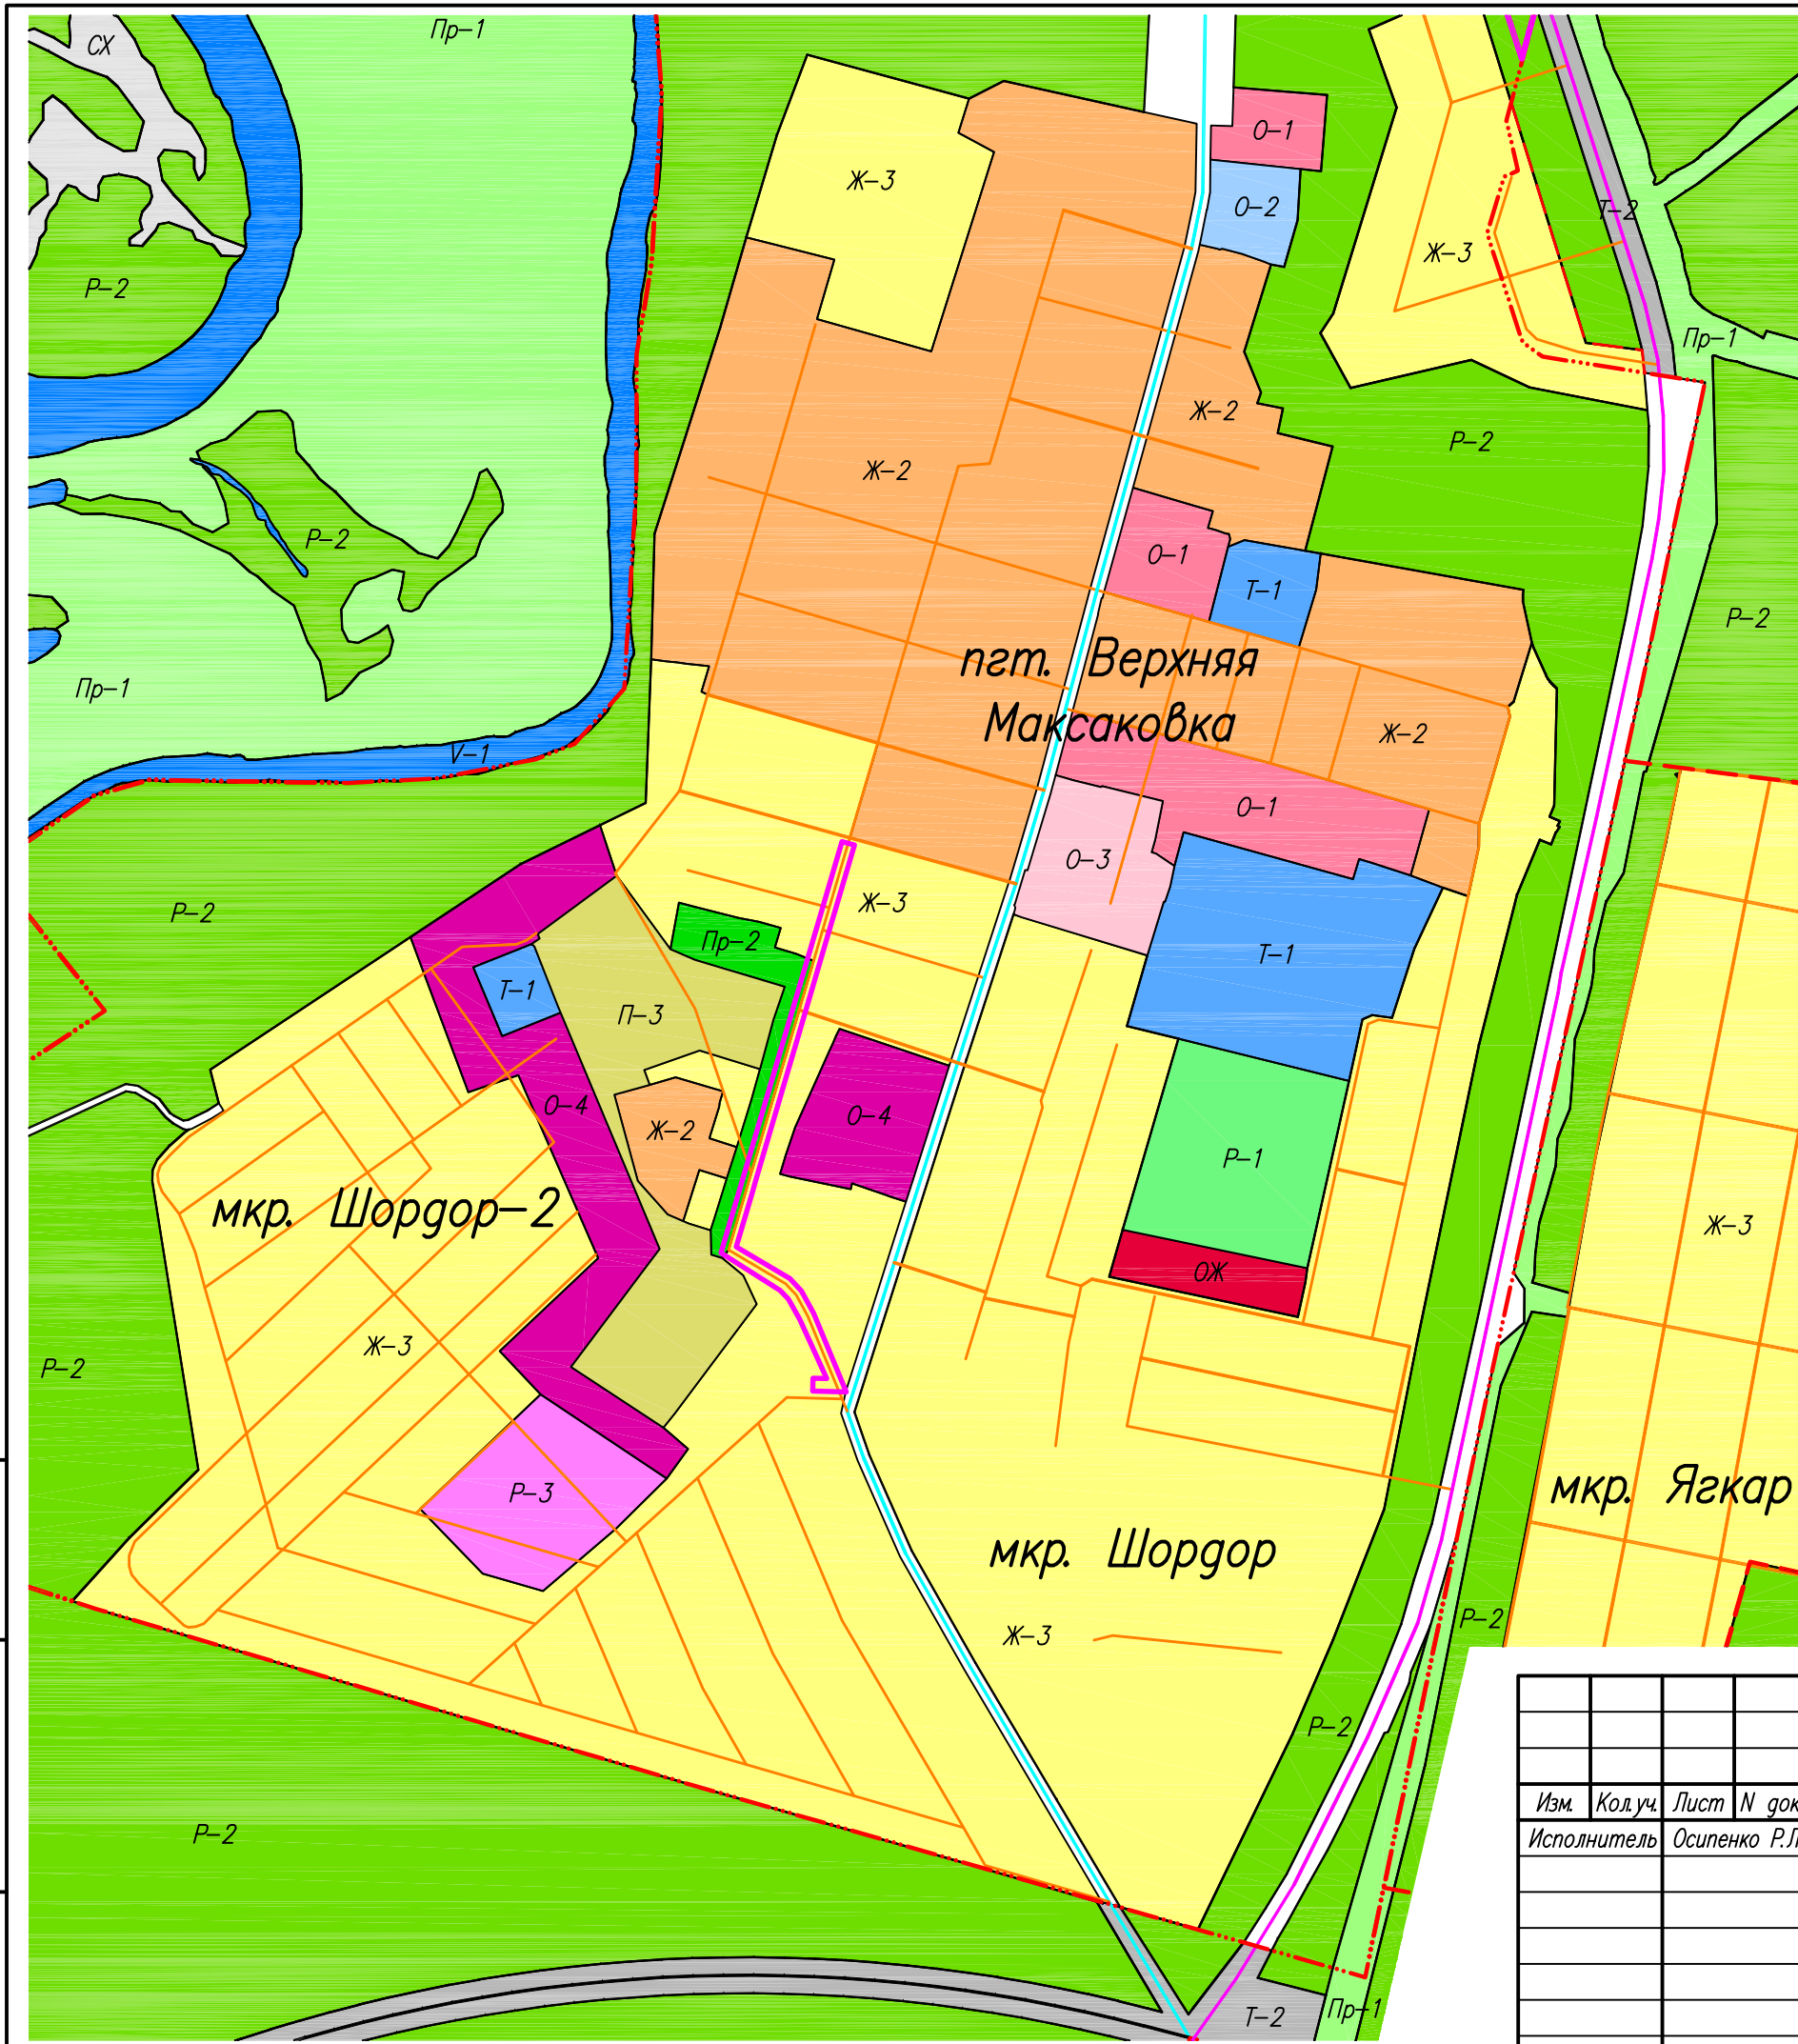 Пр-1
СХ
О-1
Ж-3
О-2
Т-2
Ж-3
Р-2
Пр-1
Ж-2
Р-2
Ж-2
Р-2
О-1
Т-1
Р-2
пгт. Верхняя
Максаковка
Пр-1
Ж-2
V-1
О-1
О-3
Р-2
Ж-3
Пр-2
Т-1
Т-1
П-3
О-4
О-4
Ж-2
Р-1
мкр. Шордор-2
Ж-3
ОЖ
Ж-3
Р-2
Р-3
мкр. Ягкар
мкр. Шордор
Р-2
Ж-3
Р-2
Р-2
Изм. Кол.уч. Лист N док
Исполнитель Осипенко Р.П
Т-2
Пр-1